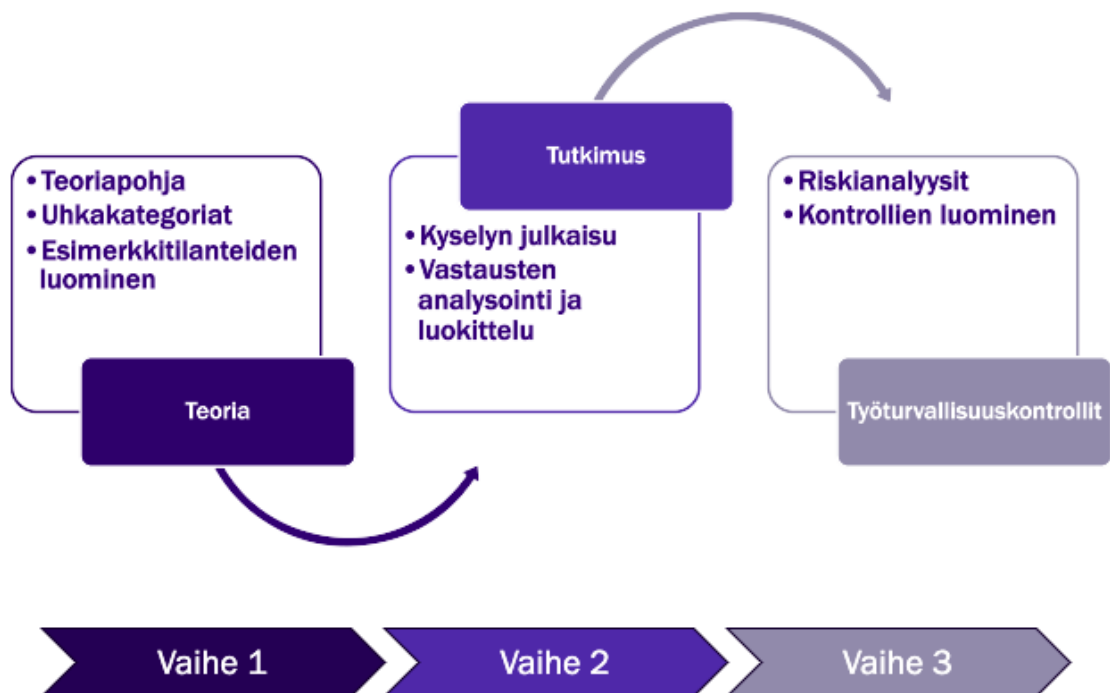 • Teoriapohja
• Uhkakategoriat
• Esimerkkitilanteiden
luominen
Teoria
Tutkimus
• Kyselyn julkaisu
• Vastausten
analysointi ja
luokittelu
• Riskianalyysit
• Kontrollien luominen
Työturvallisuuskontrollit
Vaihe 1
Vaihe 2
Vaihe 3